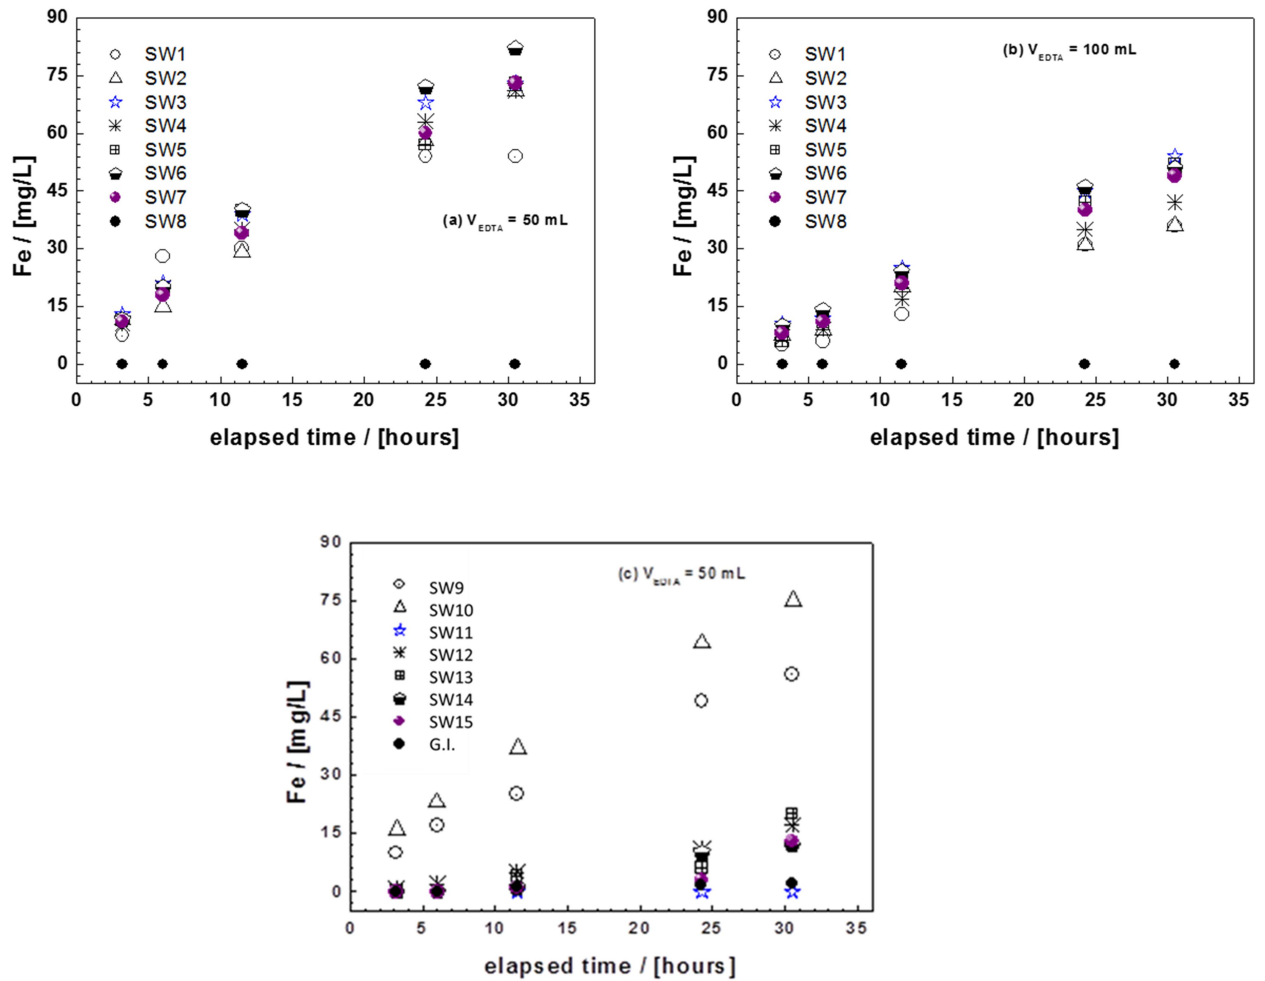 90
75
60
45
30
15
0
Fe / [mg/L]
SW1
SW2
SW3
SW4
SW5
SW6
SW7
SW8
(a) VEDTA = 50 mL
0 5 10 15 20 25 30 35
elapsed time / [hours]
90
75
60
45
30
15
0
Fe / [mg/L]
SW1
SW2
SW3
SW4
SW5
SW6
SW7
SW8
(b) VEDTA = 100 mL
0 5 10 15 20 25 30 35
elapsed time / [hours]
90
75
60
45
30
15
0
Fe / [mg/L]
SW9
SW10
SW11
SW12
SW13
SW14
SW15
G.I.
(c) VEDTA = 50 mL
0 5 10 15 20 25 30 35
elapsed time / [hours]